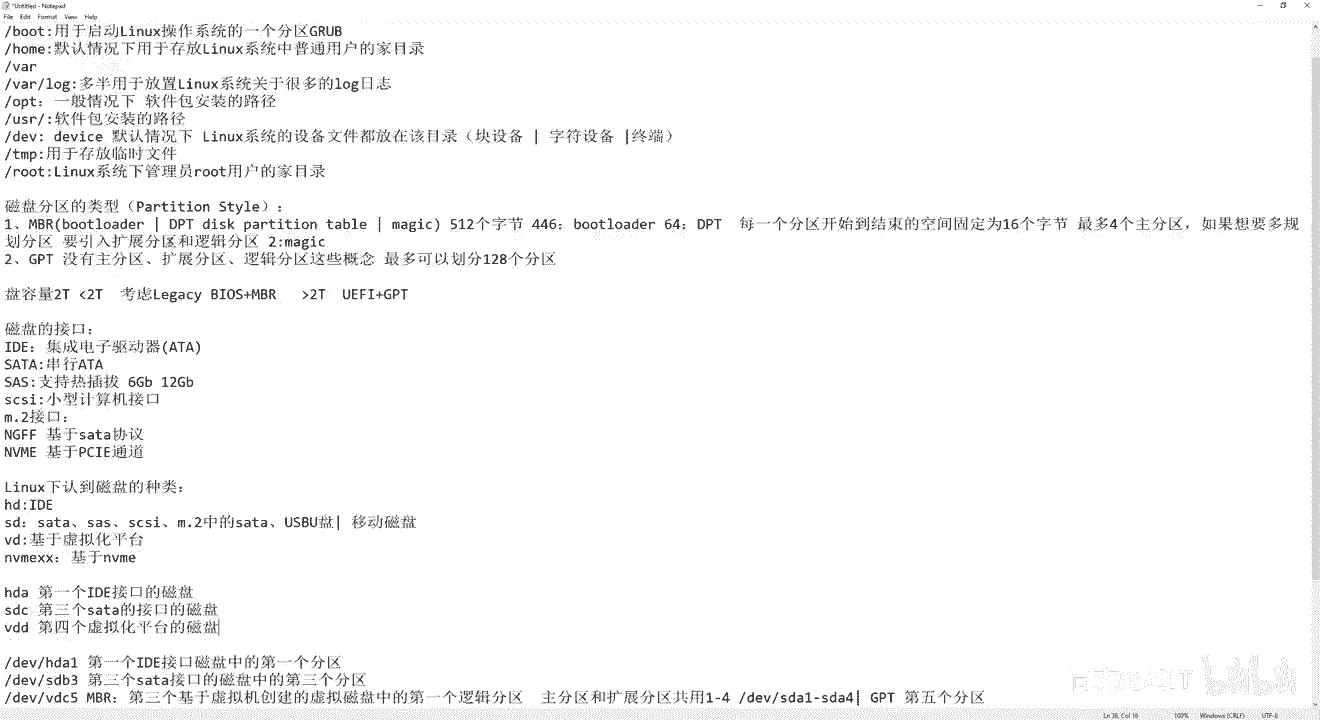 *Untitled - Notepad
File Edit Format View Help
/boot:用于启动Linux操作系统的一个分区GRUB
/home:默认情况下用于存放Linux系统中普通用户的家目录
/var
/var/log:多半用于放置Linux系统关于很多的log日志
/opt：一般情况下 软件包安装的路径
/usr/:软件包安装的路径
/dev: device 默认情况下 Linux系统的设备文件都放在该目录（块设备 | 字符设备 |终端）
/tmp:用于存放临时文件
/root:Linux系统下管理员root用户的家目录
磁盘分区的类型（Partition Style）：
1、MBR(bootloader | DPT disk partition table | magic) 512个字节 446：bootloader 64：DPT 每一个分区开始到结束的空间固定为16个字节 最多4个主分区，如果想要多规
划分区 要引入扩展分区和逻辑分区 2:magic
2、GPT 没有主分区、扩展分区、逻辑分区这些概念 最多可以划分128个分区
盘容量2T <2T 考虑Legacy BIOS+MBR >2T UEFI+GPT
磁盘的接口：
IDE：集成电子驱动器(ATA)
SATA:串行ATA
SAS:支持热插拔 6Gb 12Gb
scsi:小型计算机接口
m.2接口：
NGFF 基于sata协议
NVME 基于PCIE通道
Linux下认到磁盘的种类：
hd:IDE
sd：sata、sas、scsi、m.2中的sata、USBU盘| 移动磁盘
vd:基于虚拟化平台
nvmexx：基于nvme
hda 第一个IDE接口的磁盘
sdc 第三个sata的接口的磁盘
vdd 第四个虚拟化平台的磁盘
/dev/hda1 第一个IDE接口磁盘中的第一个分区
/dev/sdb3 第三个sata接口的磁盘中的第三个分区
/dev/vdc5 MBR：第三个基于虚拟机创建的虚拟磁盘中的第一个逻辑分区 主分区和扩展分区共用1-4 /dev/sda1-sda4| GPT 第五个分区
Ln 36, Col 16 100% Windows (CRLF) UTF-8